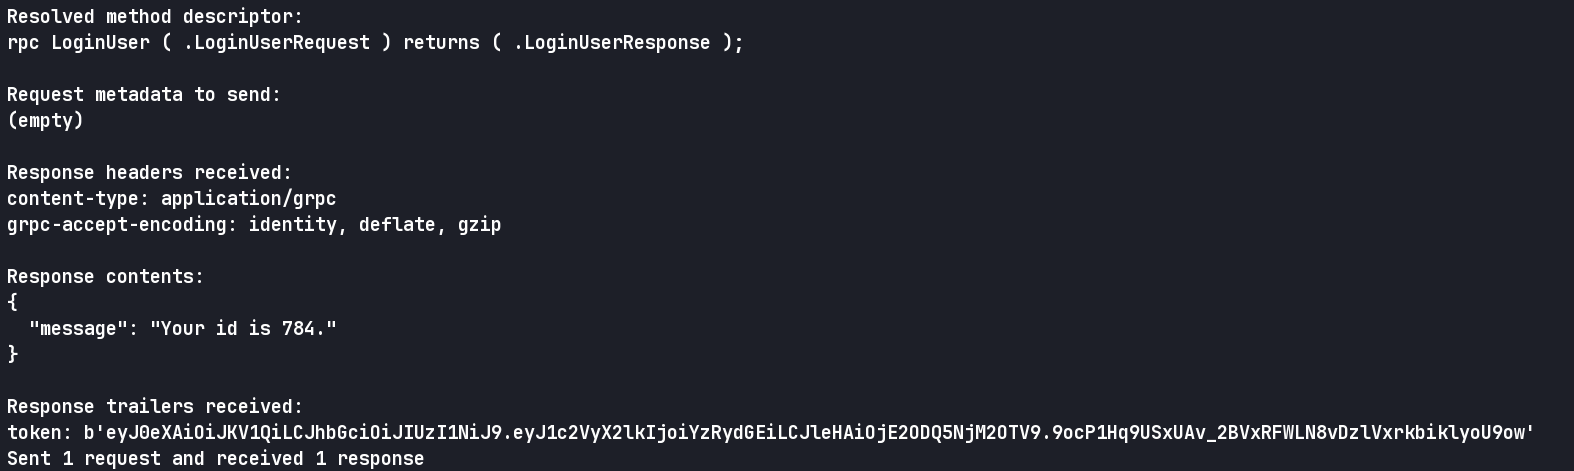 Resolved method descriptor:
rpc LoginUser ( .LoginUserRequest ) returns ( .LoginUserResponse );
Request metadata to send:
(empty)
Response headers received:
content-type: application/grpc
grpc-accept-encoding: identity, deflate, gzip
Response contents:
{
  "message": "Your id is 784."
}
Response trailers received:
token: b'eyJ0eXAiOiJKV1QiLCJhbGciOiJIUzI1NiJ9.eyJ1c2VyX2lkIjoiYzRydGEiLCJleHAiOjE2ODQ5NjM2OTV9.9ocP1Hq9USxUAv_2BVxRFWLN8vDzlVxrkbiklyoU9ow'
Sent 1 request and received 1 response